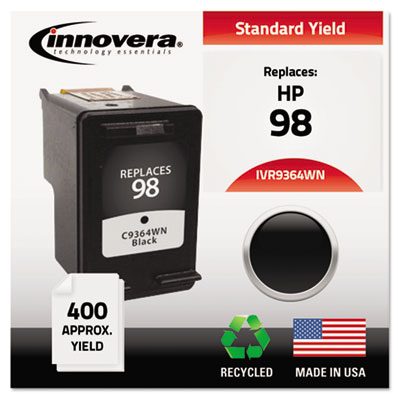 innovera®
technology essentials
Standard Yield
Replaces:
HP
98
IVR9364WN
REPLACES
98
C9364WN
Black
400
APPROX.
YIELD
RECYCLED
MADE IN USA